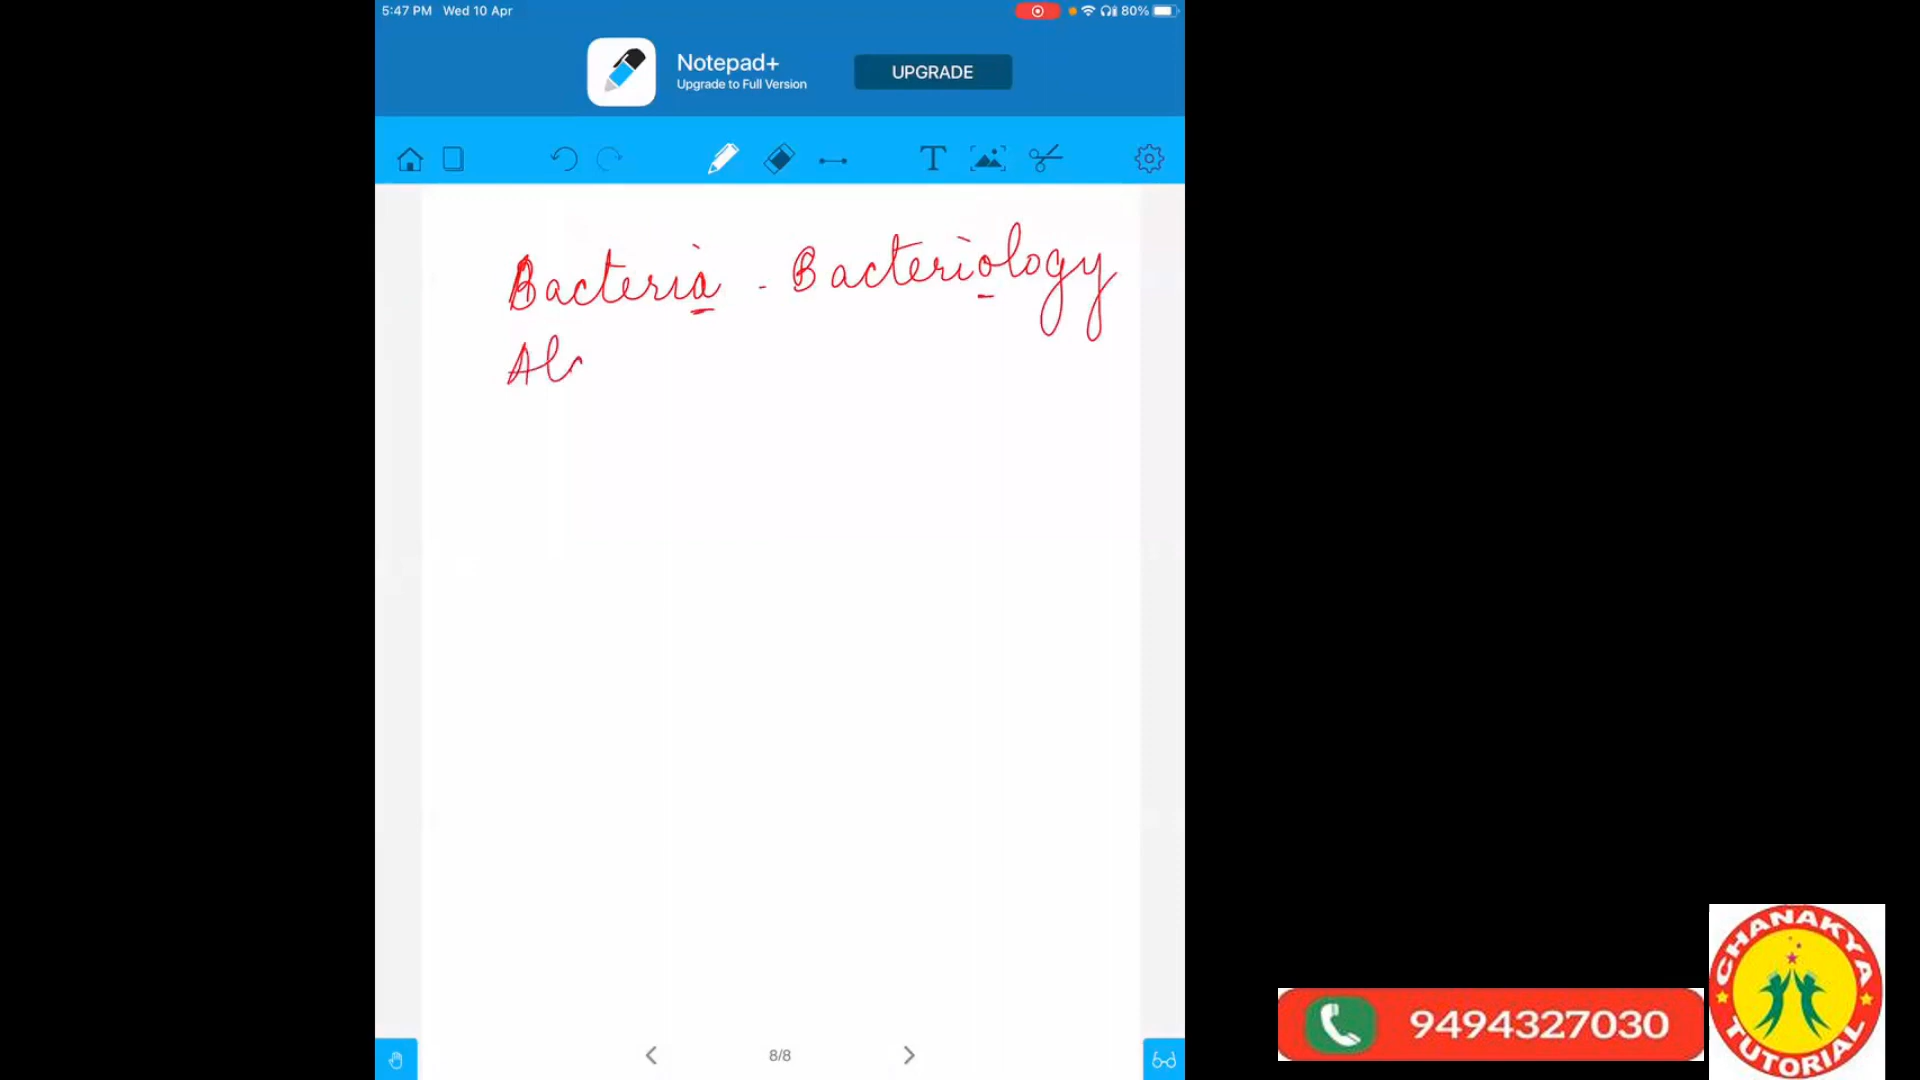 5:47 PM Wed 10 Apr
80%
Notepad+
Upgrade to Full Version
UPGRADE
T
Bacteria - Bacteriology
8/8
9494327030
CHANAKYA
TUTORIAL